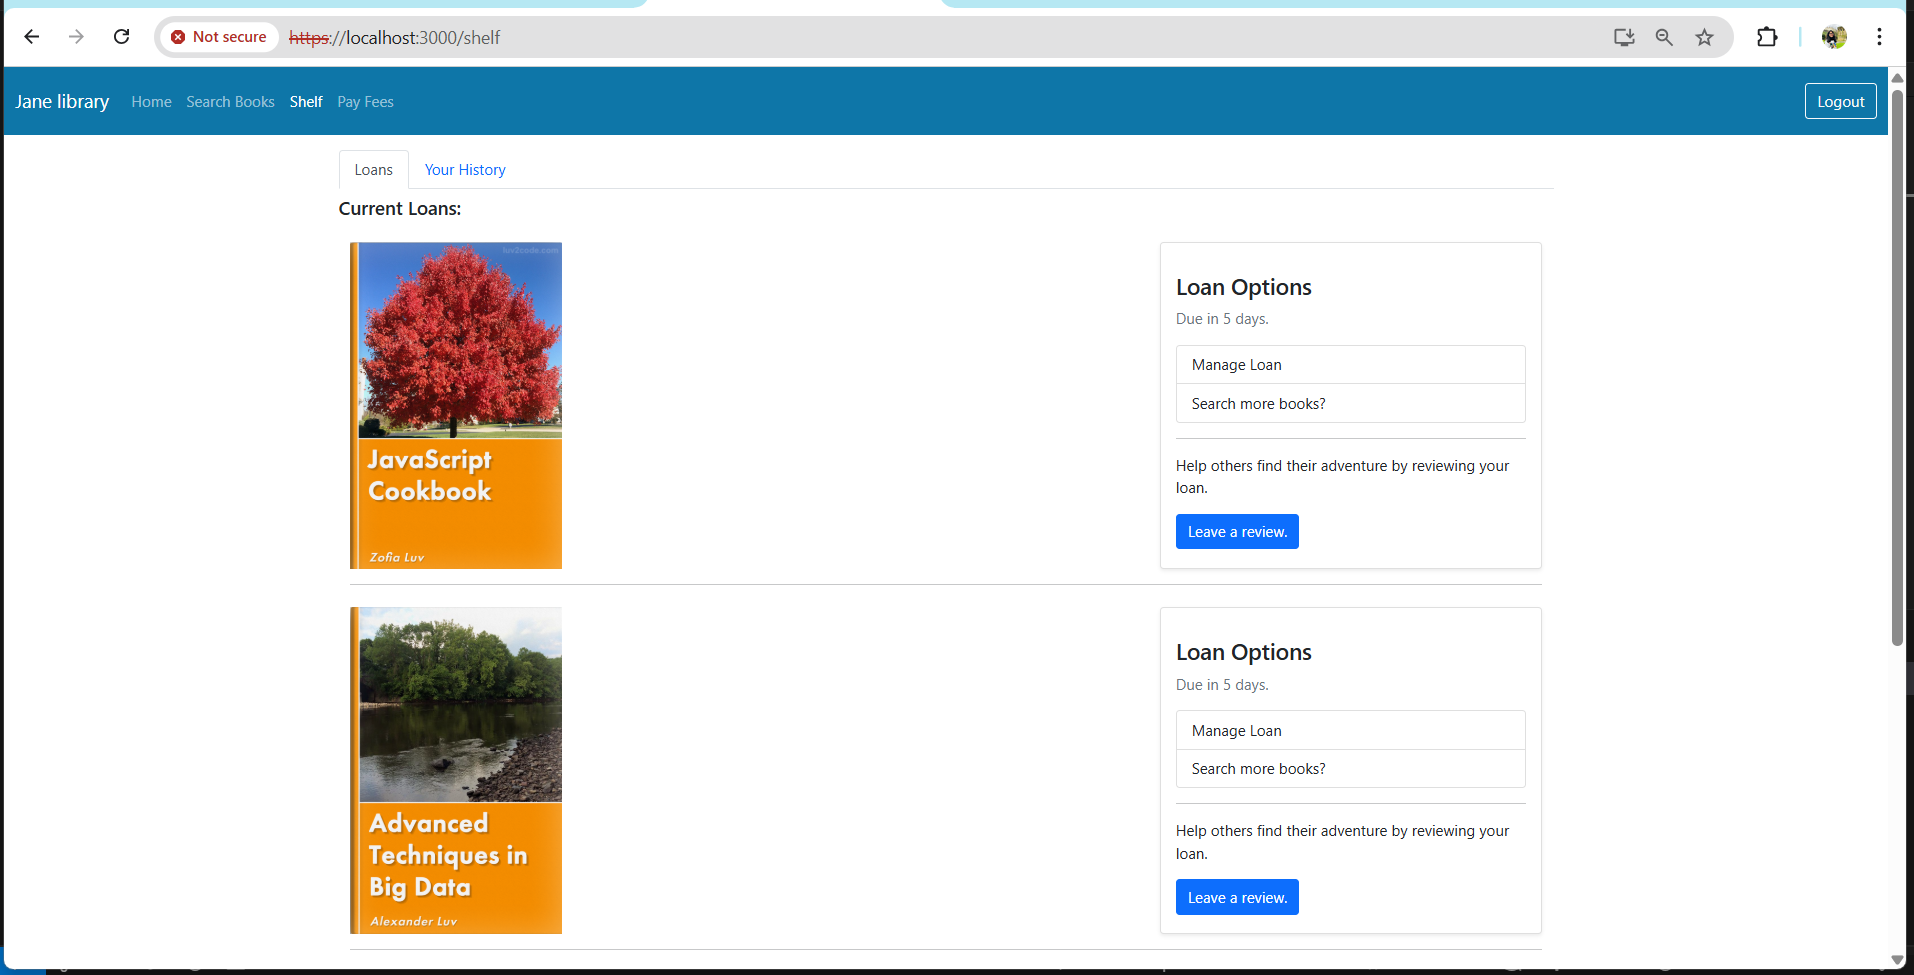 Not secure
https://localhost:3000/shelf
Jane library
Home
Search Books
Shelf
Pay Fees
Logout
Loans
Your History
Current Loans:
luv2code.com
JavaScript
Cookbook
Zofia Luv
Loan Options
Due in 5 days.
Manage Loan
Search more books?
Help others find their adventure by reviewing your
loan.
Leave a review.
Advanced
Techniques in
Big Data
Alexander Luv
Loan Options
Due in 5 days.
Manage Loan
Search more books?
Help others find their adventure by reviewing your
loan.
Leave a review.